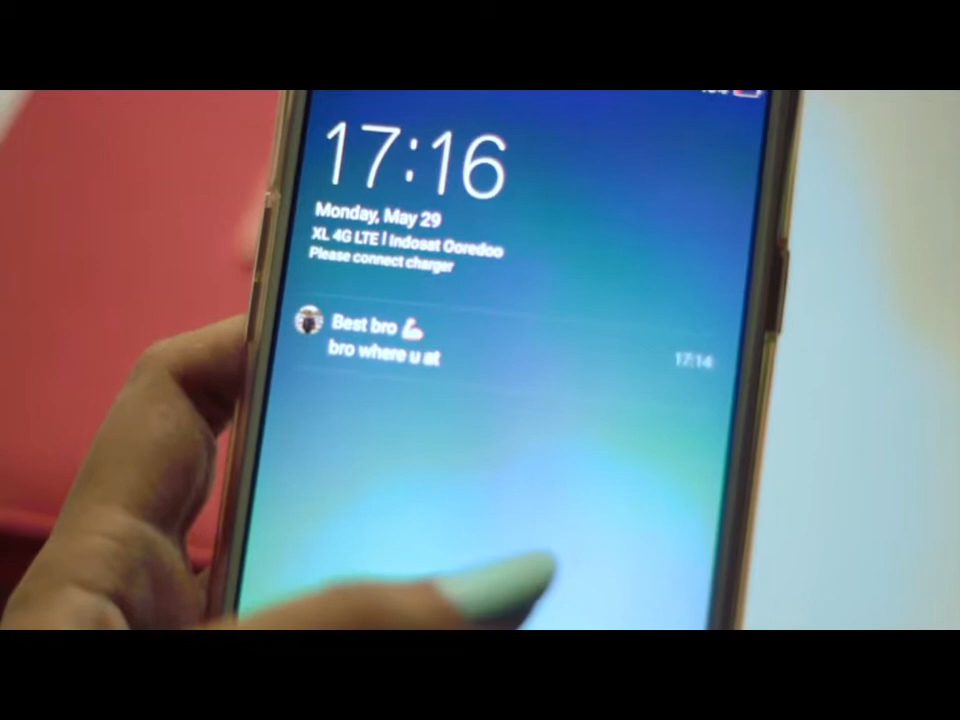 17:16
Monday, May 29
XL 4G LTE | Indosat Ooredoo
Please connect charger
Best bro 💪
bro where u at
17:14